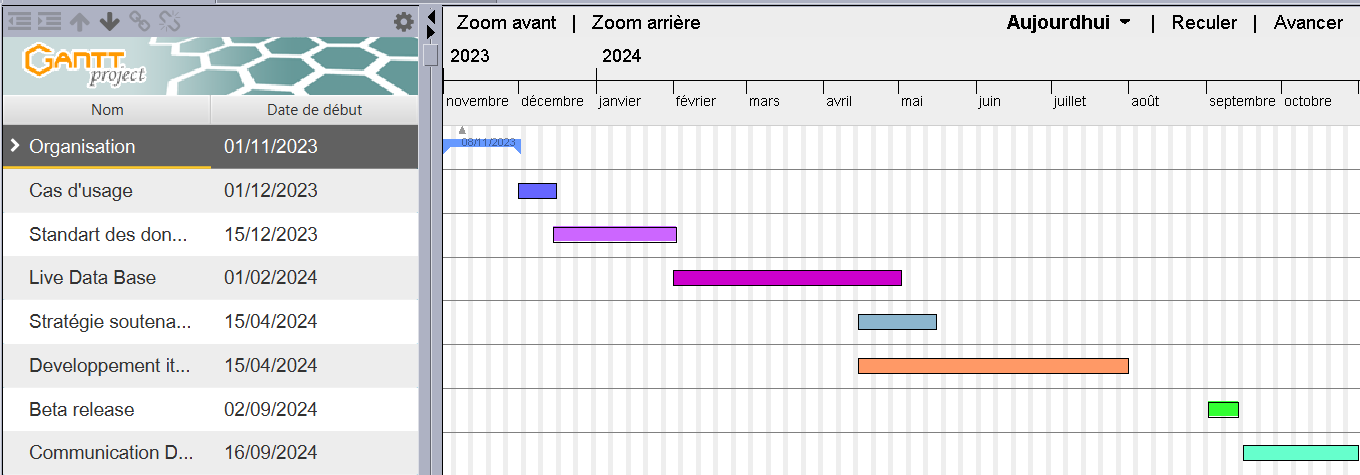 Zoom avant | Zoom arrière Aujourdhui | Reculer | Avancer
2023 2024
GANTT
project
Nom Date de début
novembre décembre janvier février mars avril mai juin juillet août septembre octobre
Organisation 01/11/2023 08/11/2023
Cas d'usage 01/12/2023
Standart des don... 15/12/2023
Live Data Base 01/02/2024
Stratégie soutena... 15/04/2024
Developpement it... 15/04/2024
Beta release 02/09/2024
Communication D... 16/09/2024